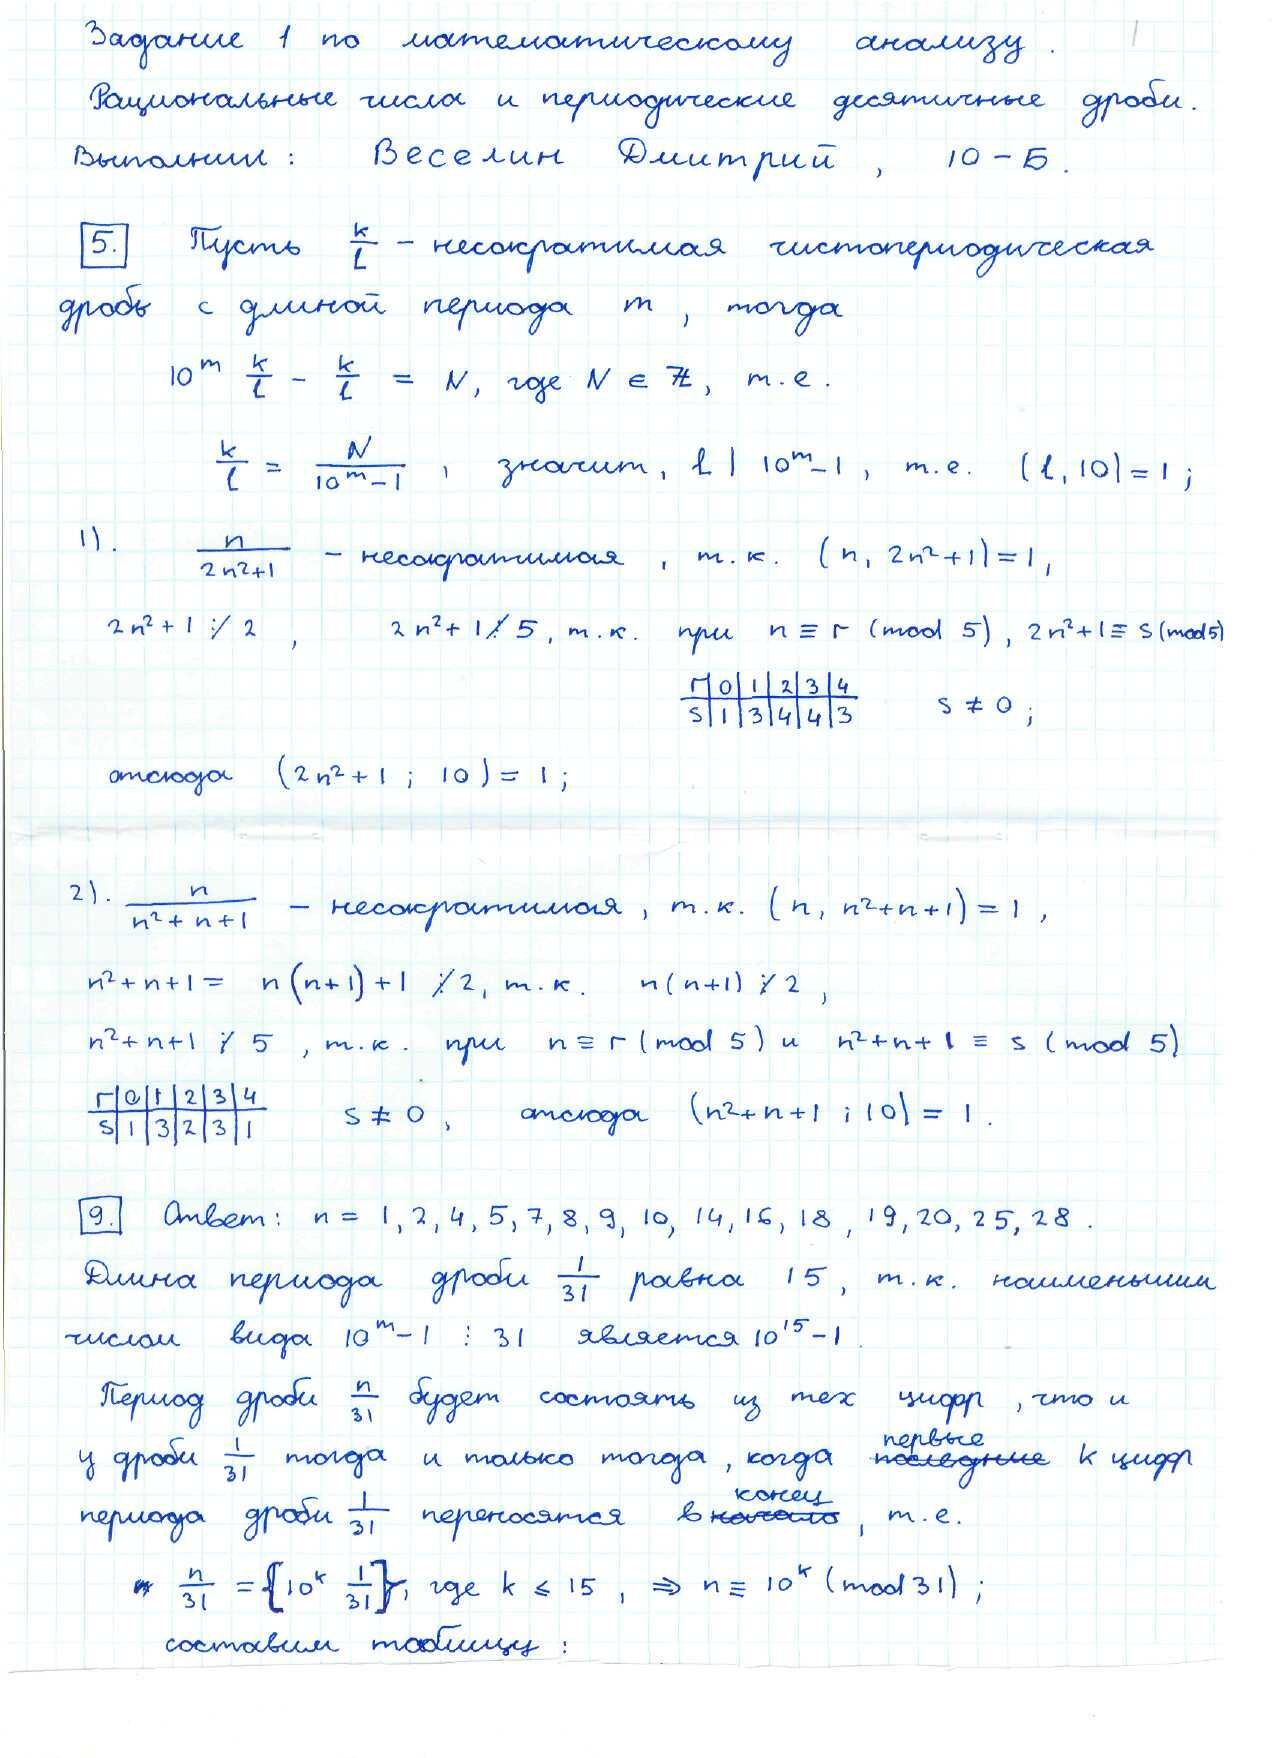 Задание 1 по математическому анализу.
Рациональные числа и периодические десятичные дроби.
Выполнил: Веселин Дмитрий, 10-Б.
5. Пусть k/l – несократимая чистопериодическая
дробь с длиной периода m, тогда
10^m k/l – k/l = N, где N ∈ ℤ, т.е.
k/l = N/(10^m–1), значит, l | 10^m–1, т.е. (l, 10) = 1;
1). n/(2n²+1) – несократимая, т.к. (n, 2n²+1) = 1,
2n²+1 ⋮̸ 2, 2n²+1 ⋮̸ 5, т.к. при n ≡ r (mod 5), 2n²+1 ≡ s (mod 5)
r | 0 | 1 | 2 | 3 | 4
s | 1 | 3 | 4 | 4 | 3 s ≠ 0;
отсюда (2n²+1; 10) = 1;
2). n/(n²+n+1) – несократимая, т.к. (n, n²+n+1) = 1,
n²+n+1 = n(n+1)+1 ⋮̸ 2, т.к. n(n+1) ⋮ 2,
n²+n+1 ⋮̸ 5, т.к. при n ≡ r (mod 5) и n²+n+1 ≡ s (mod 5)
r | 0 | 1 | 2 | 3 | 4
s | 1 | 3 | 2 | 3 | 1 s ≠ 0, отсюда (n²+n+1; 10) = 1.
9. Ответ: n = 1, 2, 4, 5, 7, 8, 9, 10, 14, 16, 18, 19, 20, 25, 28.
Длина периода дроби 1/31 равна 15, т.к. наименьшим
числом вида 10^m–1 ⋮ 31 является 10^15–1.
Период дроби n/31 будет состоять из тех цифр, что и
у дроби 1/31 тогда и только тогда, когда первые k цифр
периода дроби 1/31 переносятся в конец, т.е.
n/31 = {10^k 1/31}, где k ≤ 15, ⇒ n ≡ 10^k (mod 31);
составим таблицу: